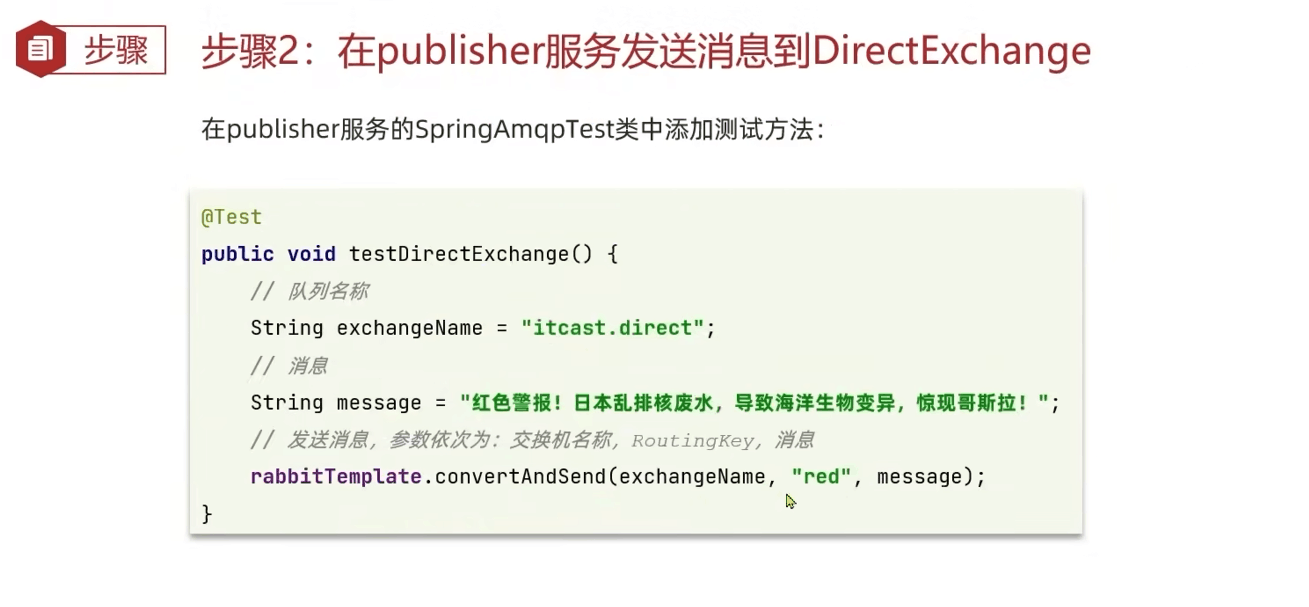 步骤
步骤2：在publisher服务发送消息到DirectExchange
在publisher服务的SpringAmqpTest类中添加测试方法：
@Test
public void testDirectExchange() {
    // 队列名称
    String exchangeName = "itcast.direct";
    // 消息
    String message = "红色警报！日本乱排核废水，导致海洋生物变异，惊现哥斯拉！";
    // 发送消息，参数依次为：交换机名称，RoutingKey，消息
    rabbitTemplate.convertAndSend(exchangeName, "red", message);
}